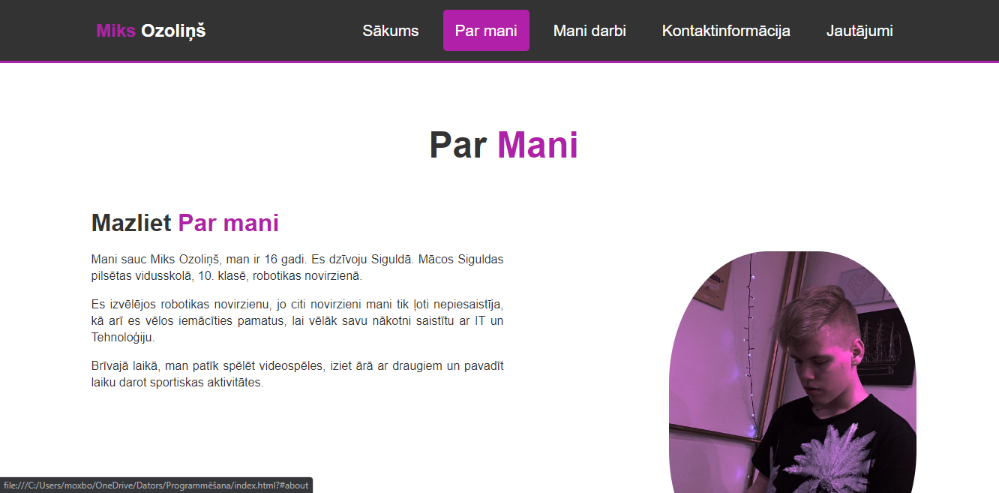 Miks Ozoliņš
Sākums
Par mani
Mani darbi
Kontaktinformācija
Jautājumi
Par Mani
Mazliet Par mani
Mani sauc Miks Ozoliņš, man ir 16 gadi. Es dzīvoju Siguldā. Mācos Siguldas
pilsētas vidusskolā, 10. klasē, robotikas novirzienā.
Es izvēlējos robotikas novirzienu, jo citi novirzieni mani tik ļoti nepiesaistīja,
kā arī es vēlos iemācīties pamatus, lai vēlāk savu nākotni saistītu ar IT un
Tehnoloģiju.
Brīvajā laikā, man patīk spēlēt videospēles, iziet ārā ar draugiem un pavadīt
laiku darot sportiskas aktivitātes.
file:///C:/Users/moxbo/OneDrive/Dators/Programmēšana/index.html?#about